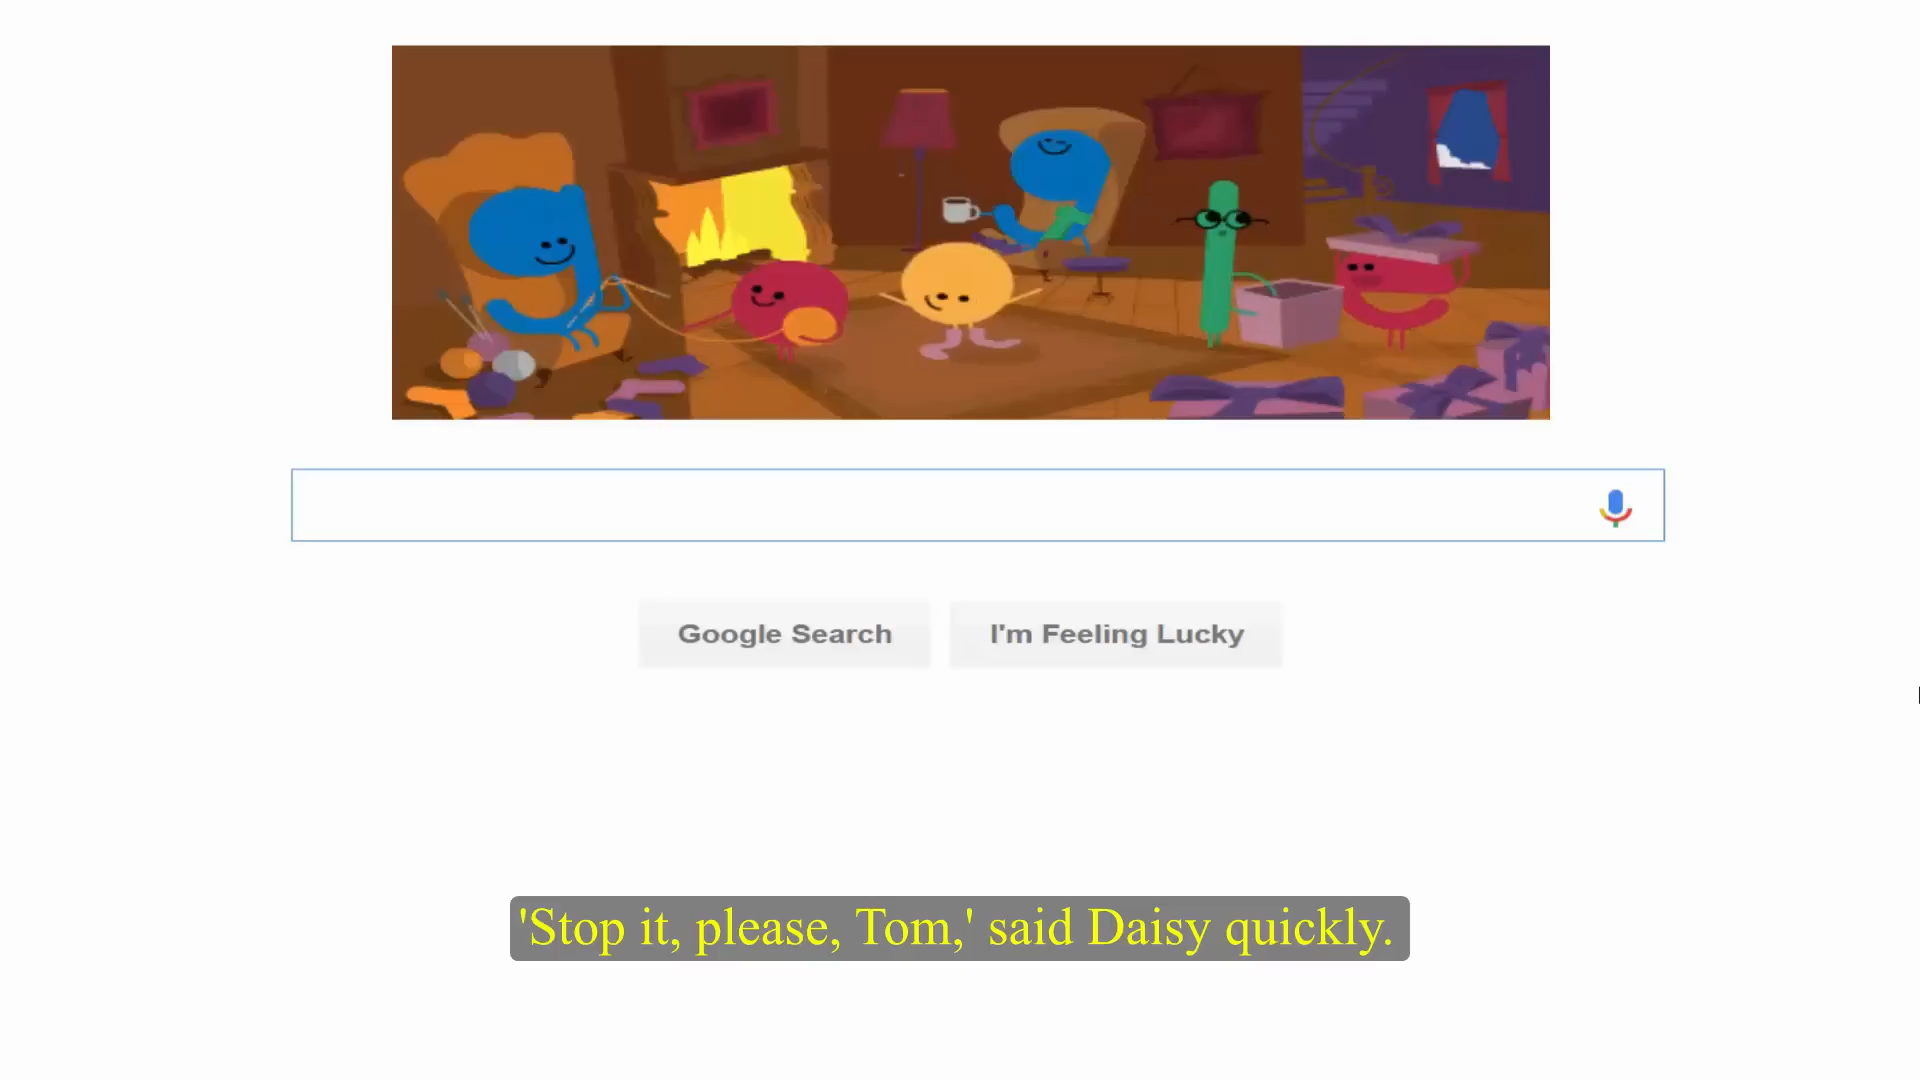 Google Search
I'm Feeling Lucky
'Stop it, please, Tom,' said Daisy quickly.